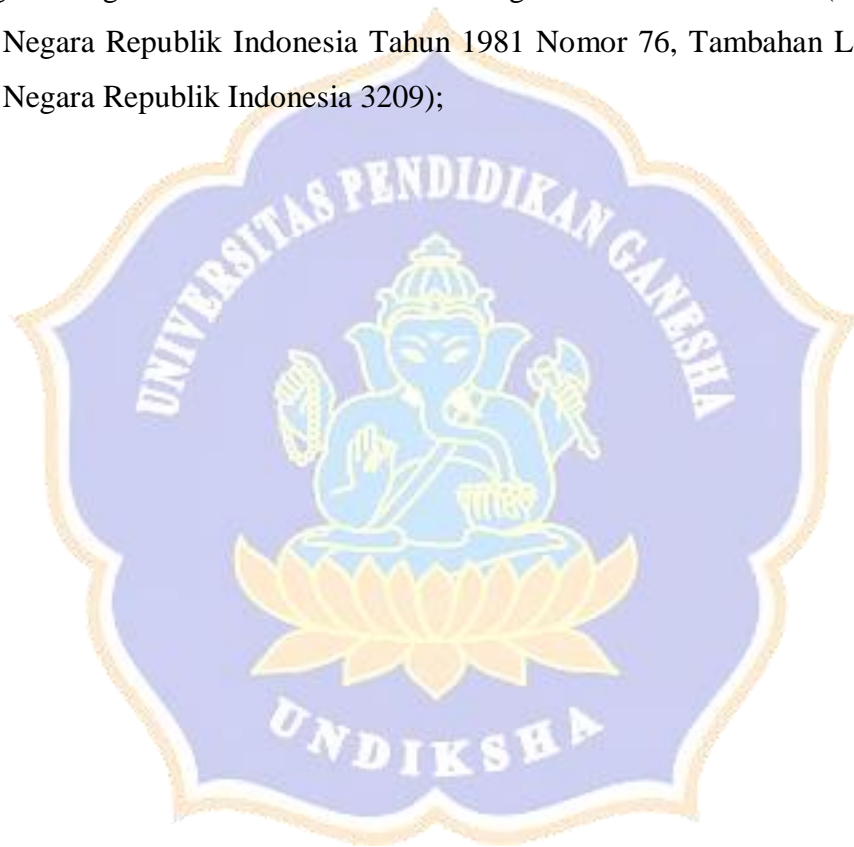 Negara Republik Indonesia Tahun 1981 Nomor 76, Tambahan L
Negara Republik Indonesia 3209);
UNIVERSITAS PENDIDIKAN GANESHA
UNDIKSHA